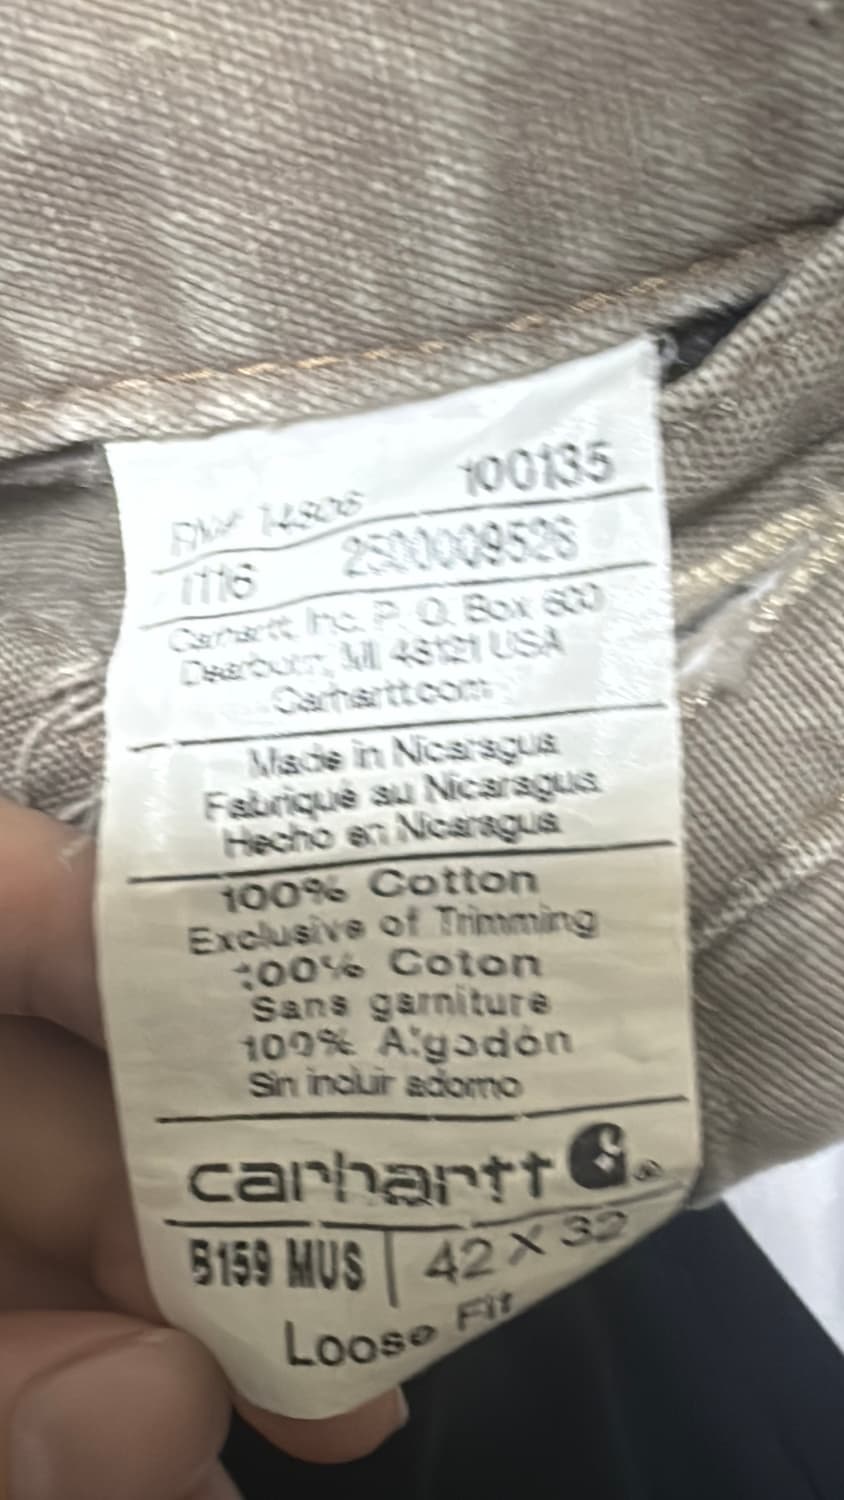 RN# 14806 100135
1116 2500009526
Carhartt, Inc. P. O. Box 600
Dearborn, MI 48121 USA
Carhartt.com
Made in Nicaragua
Fabriqué au Nicaragua
Hecho en Nicaragua
100% Cotton
Exclusive of Trimming
100% Coton
Sans garniture
100% Algodón
Sin incluir adorno
carhartt
B159 MUS | 42 X 32
Loose Fit